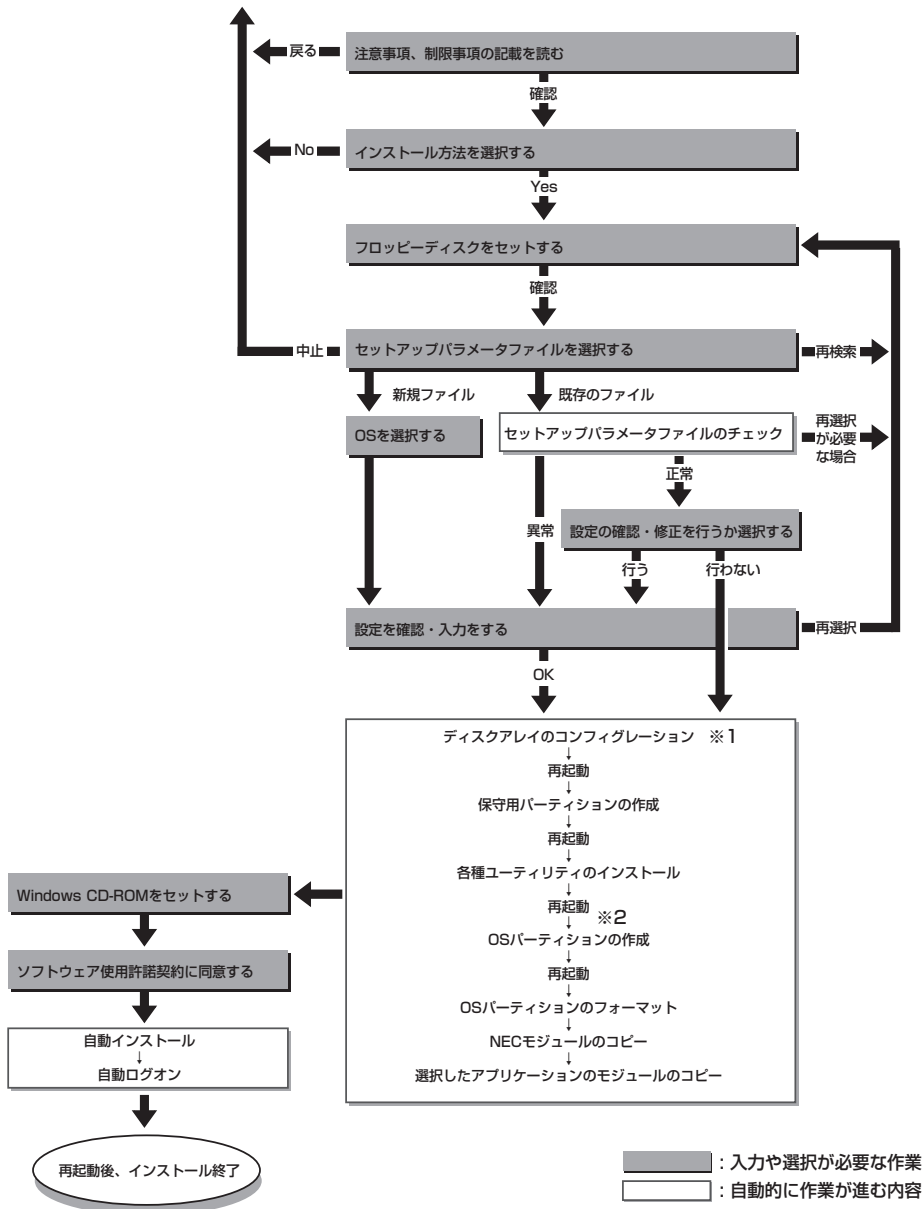 戻る
注意事項、制限事項の記載を読む
確認
No
インストール方法を選択する
Yes
フロッピーディスクをセットする
確認
中止
セットアップパラメータファイルを選択する
再検索
新規ファイル
既存のファイル
OSを選択する
セットアップパラメータファイルのチェック
再選択
が必要
な場合
正常
異常
設定の確認・修正を行うか選択する
行う
行わない
設定を確認・入力をする
再選択
OK
ディスクアレイのコンフィグレーション ※1
↓
再起動
↓
保守用パーティションの作成
↓
再起動
↓
各種ユーティリティのインストール
↓
再起動
↓ ※2
OSパーティションの作成
↓
再起動
↓
OSパーティションのフォーマット
↓
NECモジュールのコピー
↓
選択したアプリケーションのモジュールのコピー
Windows CD-ROMをセットする
ソフトウェア使用許諾契約に同意する
自動インストール
↓
自動ログオン
再起動後、インストール終了
：入力や選択が必要な作業
：自動的に作業が進む内容